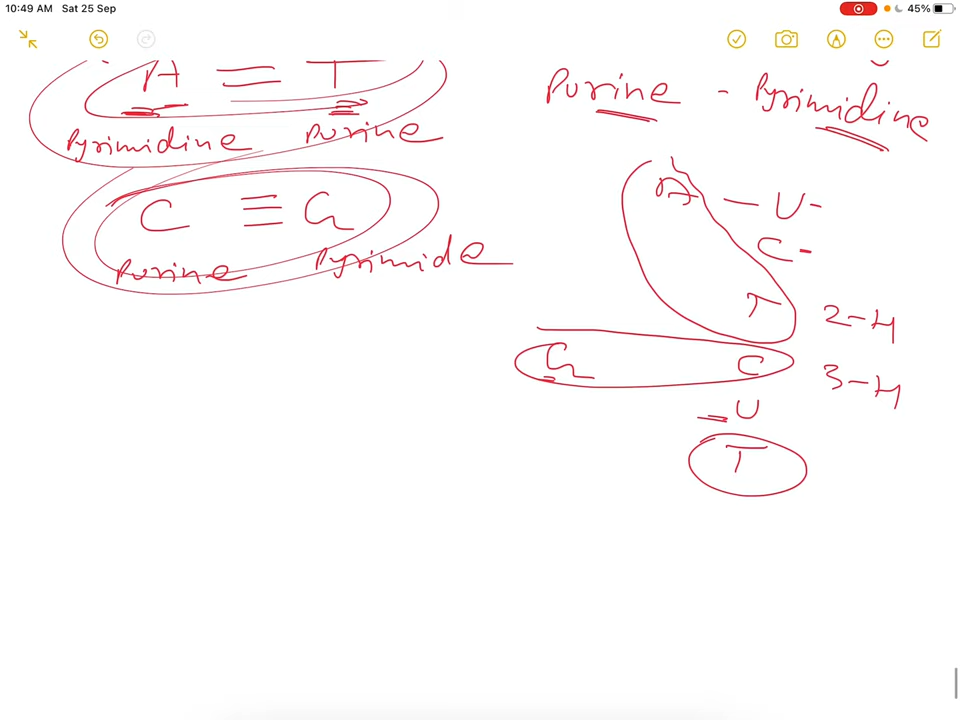 10:49 AM Sat 25 Sep
45%
A = T
Pyrimidine Purine
C ≡ G
Purine Pyrimide
Purine - Pyrimidine
A - U-
C -
T 2-H
G C 3-H
U
T